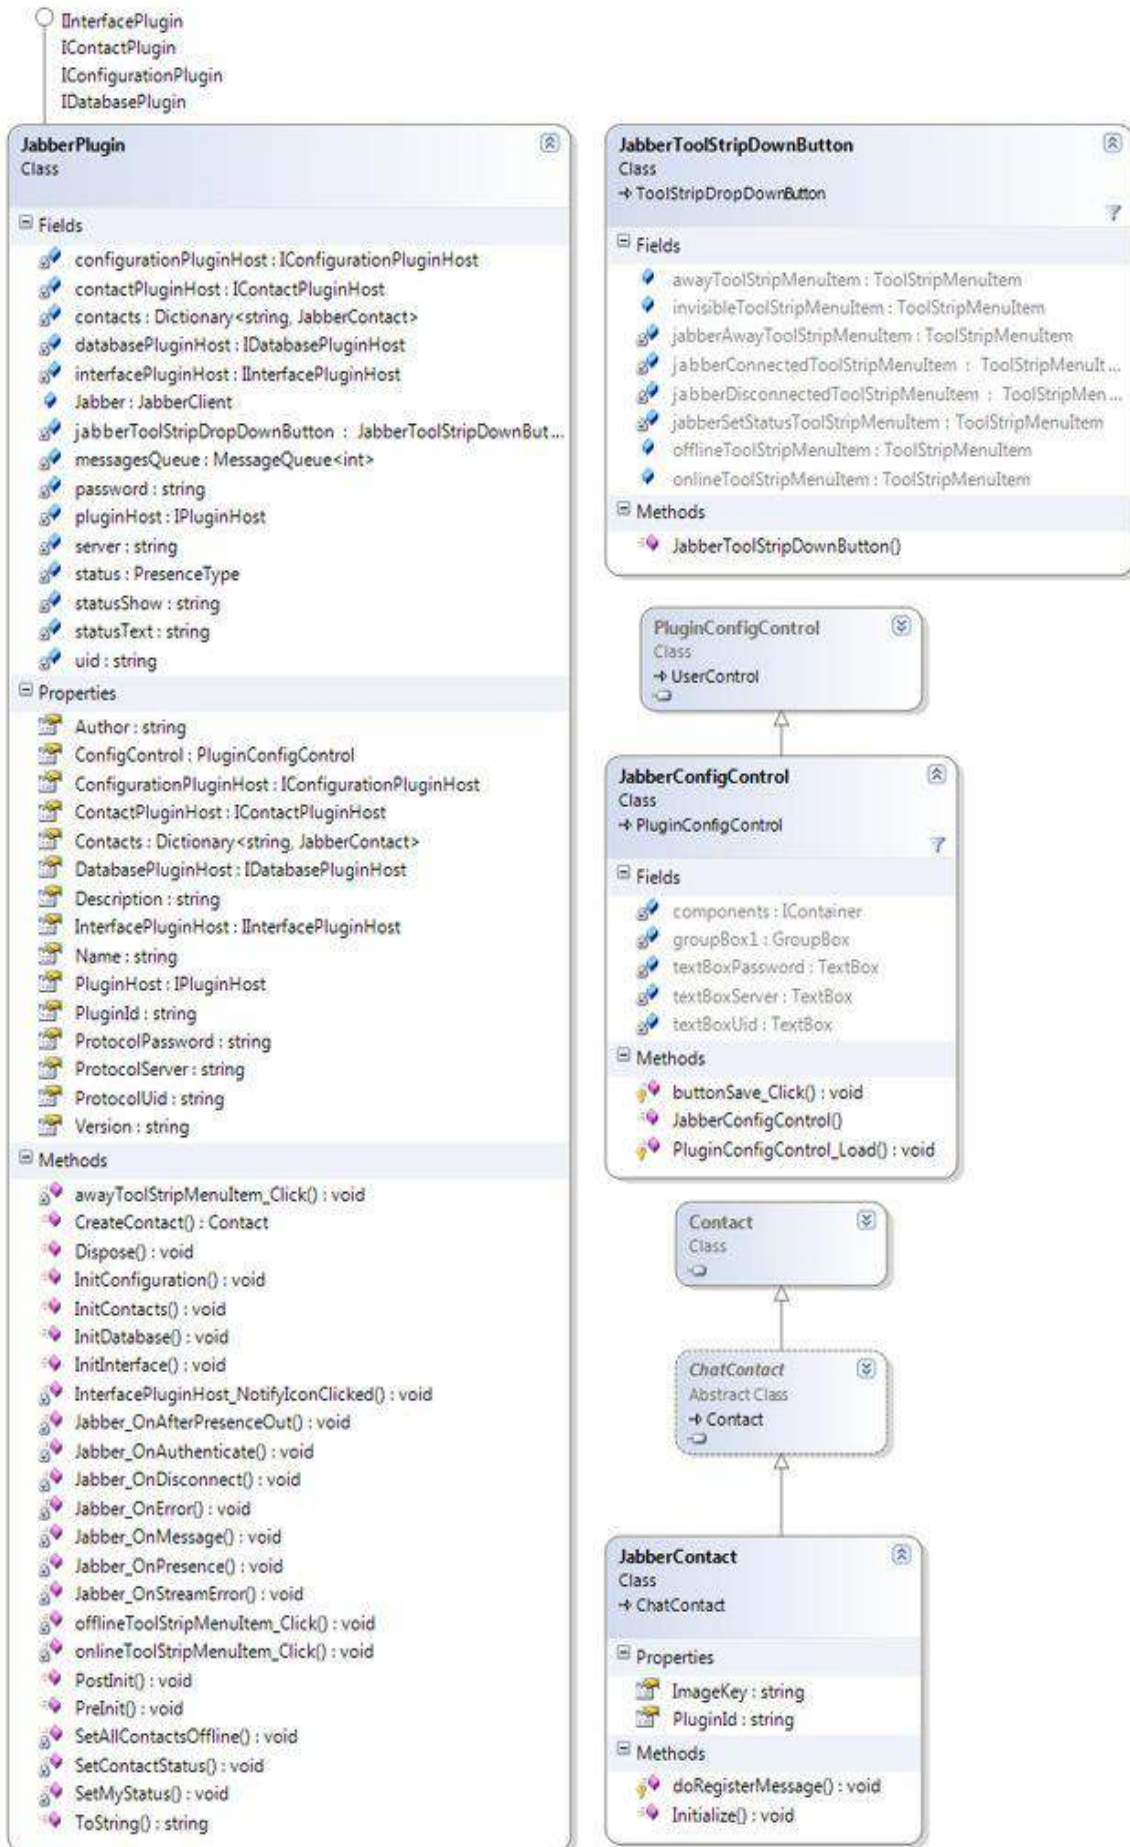 IInterfacePlugin
IContactPlugin
IConfigurationPlugin
IDatabasePlugin
JabberPlugin
Class
Fields
configurationPluginHost : IConfigurationPluginHost
contactPluginHost : IContactPluginHost
contacts : Dictionary<string, JabberContact>
databasePluginHost : IDatabasePluginHost
interfacePluginHost : IInterfacePluginHost
Jabber : JabberClient
jabberToolStripDropDownButton : JabberToolStripDownBut...
messagesQueue : MessageQueue<int>
password : string
pluginHost : IPluginHost
server : string
status : PresenceType
statusShow : string
statusText : string
uid : string
Properties
Author : string
ConfigControl : PluginConfigControl
ConfigurationPluginHost : IConfigurationPluginHost
ContactPluginHost : IContactPluginHost
Contacts : Dictionary<string, JabberContact>
DatabasePluginHost : IDatabasePluginHost
Description : string
InterfacePluginHost : IInterfacePluginHost
Name : string
PluginHost : IPluginHost
PluginId : string
ProtocolPassword : string
ProtocolServer : string
ProtocolUid : string
Version : string
Methods
awayToolStripMenuItem_Click() : void
CreateContact() : Contact
Dispose() : void
InitConfiguration() : void
InitContacts() : void
InitDatabase() : void
InitInterface() : void
InterfacePluginHost_NotifyIconClicked() : void
Jabber_OnAfterPresenceOut() : void
Jabber_OnAuthenticate() : void
Jabber_OnDisconnect() : void
Jabber_OnError() : void
Jabber_OnMessage() : void
Jabber_OnPresence() : void
Jabber_OnStreamError() : void
offlineToolStripMenuItem_Click() : void
onlineToolStripMenuItem_Click() : void
PostInit() : void
PreInit() : void
SetAllContactsOffline() : void
SetContactStatus() : void
SetMyStatus() : void
ToString() : string
JabberToolStripDownButton
Class
ToolStripDropDownButton
Fields
awayToolStripMenuItem : ToolStripMenuItem
invisibleToolStripMenuItem : ToolStripMenuItem
jabberAwayToolStripMenuItem : ToolStripMenuItem
jabberConnectedToolStripMenuItem : ToolStripMenuIt...
jabberDisconnectedToolStripMenuItem : ToolStripMen...
jabberSetStatusToolStripMenuItem : ToolStripMenuItem
offlineToolStripMenuItem : ToolStripMenuItem
onlineToolStripMenuItem : ToolStripMenuItem
Methods
JabberToolStripDownButton()
PluginConfigControl
Class
UserControl
JabberConfigControl
Class
PluginConfigControl
Fields
components : IContainer
groupBox1 : GroupBox
textBoxPassword : TextBox
textBoxServer : TextBox
textBoxUid : TextBox
Methods
buttonSave_Click() : void
JabberConfigControl()
PluginConfigControl_Load() : void
Contact
Class
ChatContact
Abstract Class
Contact
JabberContact
Class
ChatContact
Properties
ImageKey : string
PluginId : string
Methods
doRegisterMessage() : void
Initialize() : void